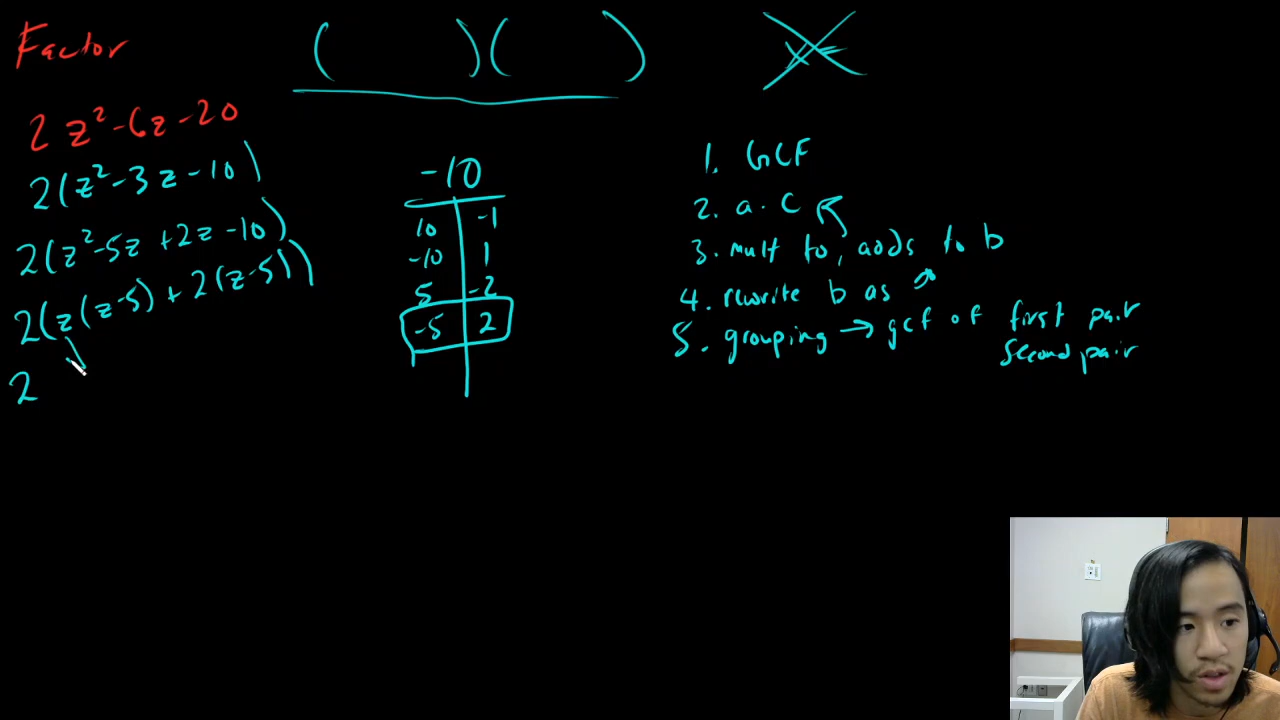 Factor
( )( )
2z²-6z-20
2(z²-3z-10)
2(z²-5z+2z-10)
2(z(z-5)+2(z-5))
2
-10
10 -1
-10 1
5 -2
-5 2
1. GCF
2. a·c
3. mult to, adds to b
4. rewrite b as
5. grouping → gcf of first pair
second pair